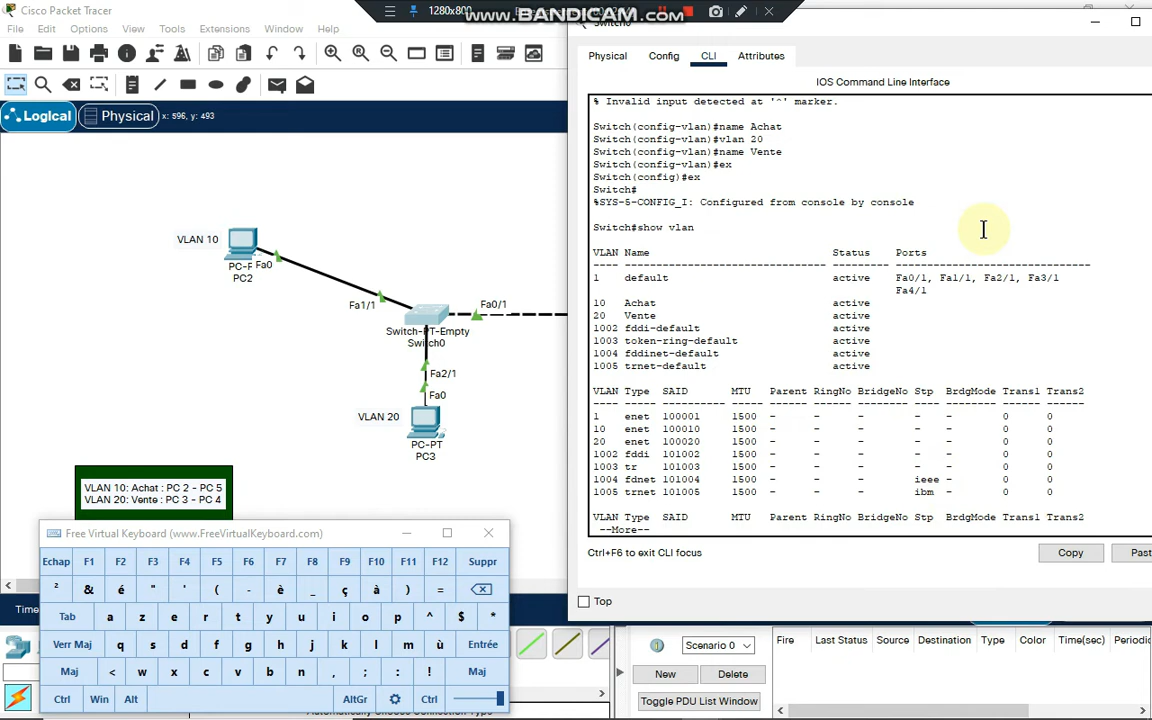 Cisco Packet Tracer
1280x800
www.BANDICAM.com
File Edit Options View Tools Extensions Window Help
Logical Physical x: 596, y: 493
VLAN 10
PC-F Fa0
PC2
Fa1/1
Fa0/1
Switch-PT-Empty
Switch0
Fa2/1
Fa0
VLAN 20
PC-PT
PC3
VLAN 10: Achat : PC 2 - PC 5
VLAN 20: Vente : PC 3 - PC 4
Switch0
Physical Config CLI Attributes
IOS Command Line Interface
% Invalid input detected at '^' marker.
Switch(config-vlan)#name Achat
Switch(config-vlan)#vlan 20
Switch(config-vlan)#name Vente
Switch(config-vlan)#ex
Switch(config)#ex
Switch#
%SYS-5-CONFIG_I: Configured from console by console
Switch#show vlan
VLAN Name Status Ports
---- -------------------------------- --------- -------------------------------
1 default active Fa0/1, Fa1/1, Fa2/1, Fa3/1
Fa4/1
10 Achat active
20 Vente active
1002 fddi-default active
1003 token-ring-default active
1004 fddinet-default active
1005 trnet-default active
VLAN Type SAID MTU Parent RingNo BridgeNo Stp BrdgMode Trans1 Trans2
---- ----- ---------- ----- ------ ------ -------- ---- -------- ------ ------
1 enet 100001 1500 - - - - - 0 0
10 enet 100010 1500 - - - - - 0 0
20 enet 100020 1500 - - - - - 0 0
1002 fddi 101002 1500 - - - - - 0 0
1003 tr 101003 1500 - - - - - 0 0
1004 fdnet 101004 1500 - - - ieee - 0 0
1005 trnet 101005 1500 - - - ibm - 0 0
VLAN Type SAID MTU Parent RingNo BridgeNo Stp BrdgMode Trans1 Trans2
--More--
Ctrl+F6 to exit CLI focus
Copy Past
Top
Free Virtual Keyboard (www.FreeVirtualKeyboard.com)
Echap F1 F2 F3 F4 F5 F6 F7 F8 F9 F10 F11 F12 Suppr
² & é " ' ( - è _ ç à ) =
Tab a z e r t y u i o p ^ $ *
Verr Maj q s d f g h j k l m ù Entrée
Maj < w x c v b n , ; : ! Maj
Ctrl Win Alt AltGr Ctrl
Time
Scenario 0
New Delete
Toggle PDU List Window
Fire Last Status Source Destination Type Color Time(sec) Periodic